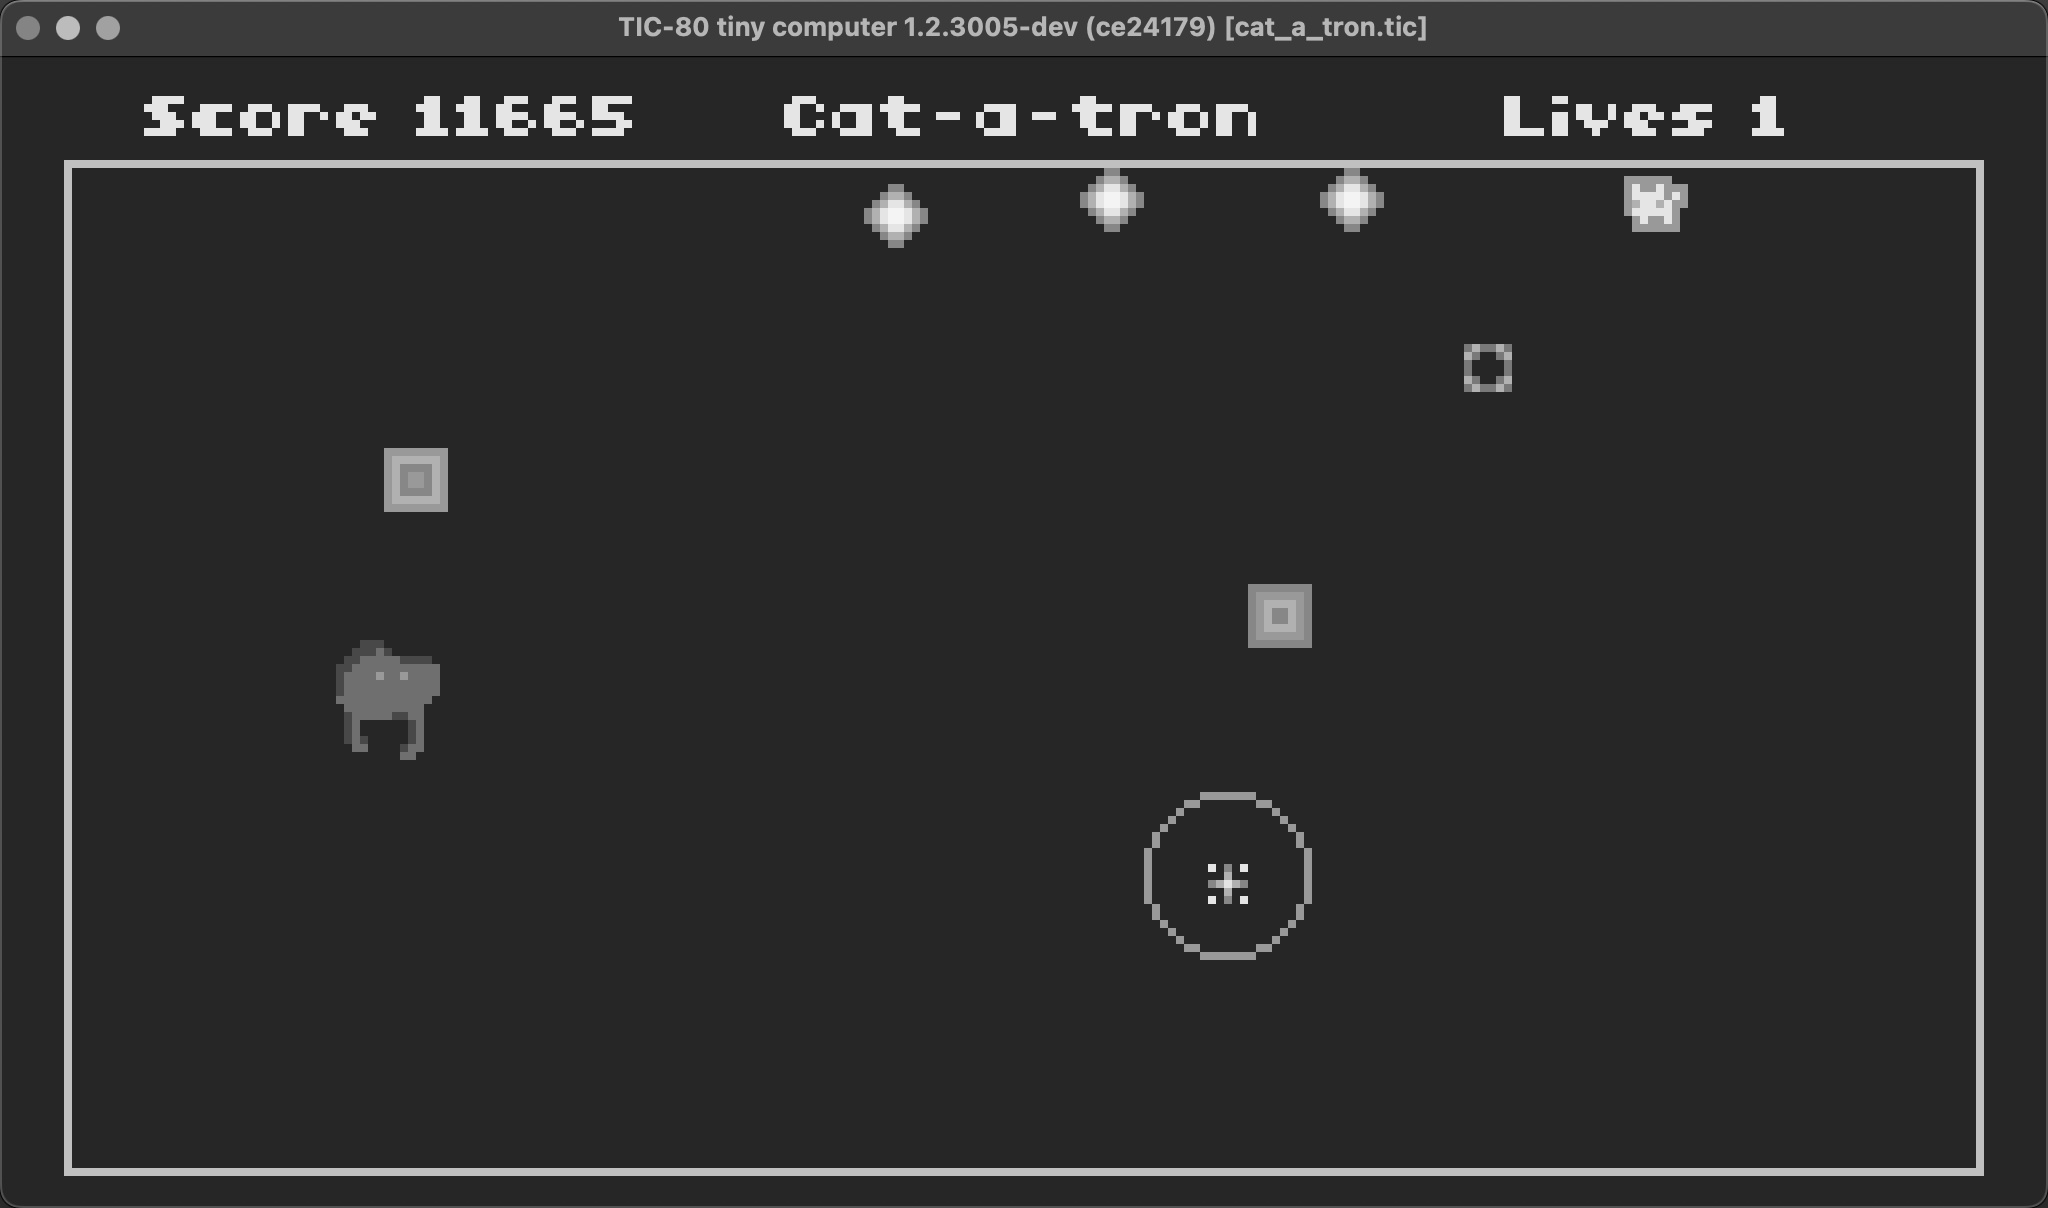 TIC-80 tiny computer 1.2.3005-dev (ce24179) [cat_a_tron.tic]
Score 11665 Cat-a-tron Lives 1